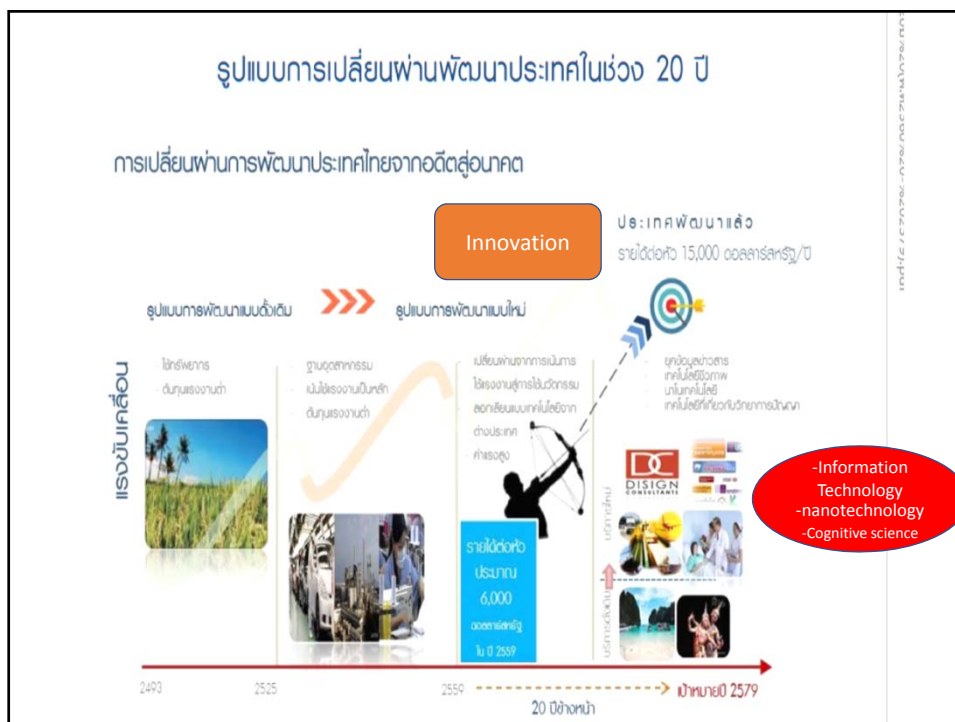 รูปแบบการเปลี่ยนผ่านพัฒนาประเทศในช่วง 20 ปี
การเปลี่ยนผ่านการพัฒนาประเทศไทยจากอดีตสู่อนาคต
Innovation
ประเทศพัฒนาแล้ว
รายได้ต่อหัว 15,000 ดอลลาร์สหรัฐ/ปี
รูปแบบการพัฒนาแบบดั้งเดิม
รูปแบบการพัฒนาแบบใหม่
แรงขับเคลื่อน
- ใช้ทรัพยากร
- ต้นทุนแรงงานต่ำ
ฐานอุตสาหกรรม
เน้นใช้แรงงานเป็นหลัก
ต้นทุนแรงงานต่ำ
เปลี่ยนผ่านจากการเน้นการ
ใช้แรงงานสู่การใช้นวัตกรรม
ลอกเลียนแบบเทคโนโลยีจาก
ต่างประเทศ
- ค่าแรงสูง
ยุคข้อมูลข่าวสาร
เทคโนโลยีชีวภาพ
นาโนเทคโนโลยี
เทคโนโลยีที่เกี่ยวกับวิทยาการปัญญา
DC
DISIGN
CONSULTANTS
-Information
Technology
-nanotechnology
-Cognitive science
บริการใหม่
บริการดั้งเดิม
รายได้ต่อหัว
ประมาณ
6,000
ดอลลาร์สหรัฐ
ใน ปี 2559
2493
2525
2559
เป้าหมายปี 2579
20 ปีข้างหน้า